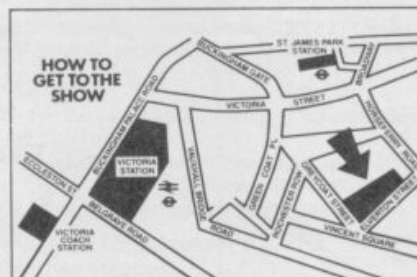 HOW TO
GET TO THE
SHOW
BUCKINGHAM PALACE ROAD
BUCKINGHAM GATE
ST. JAMES PARK
STATION
BROADWAY
VICTORIA STREET
HORSEFERRY RD
ECCLESTON ST.
VICTORIA
STATION
VAUXHALL BRIDGE
ROAD
GREEN COAT PL
ROCHESTER ROW
GREYCOAT STREET
ELVERTON STREET
BELGRAVE ROAD
VINCENT SQUARE
VICTORIA
COACH
STATION